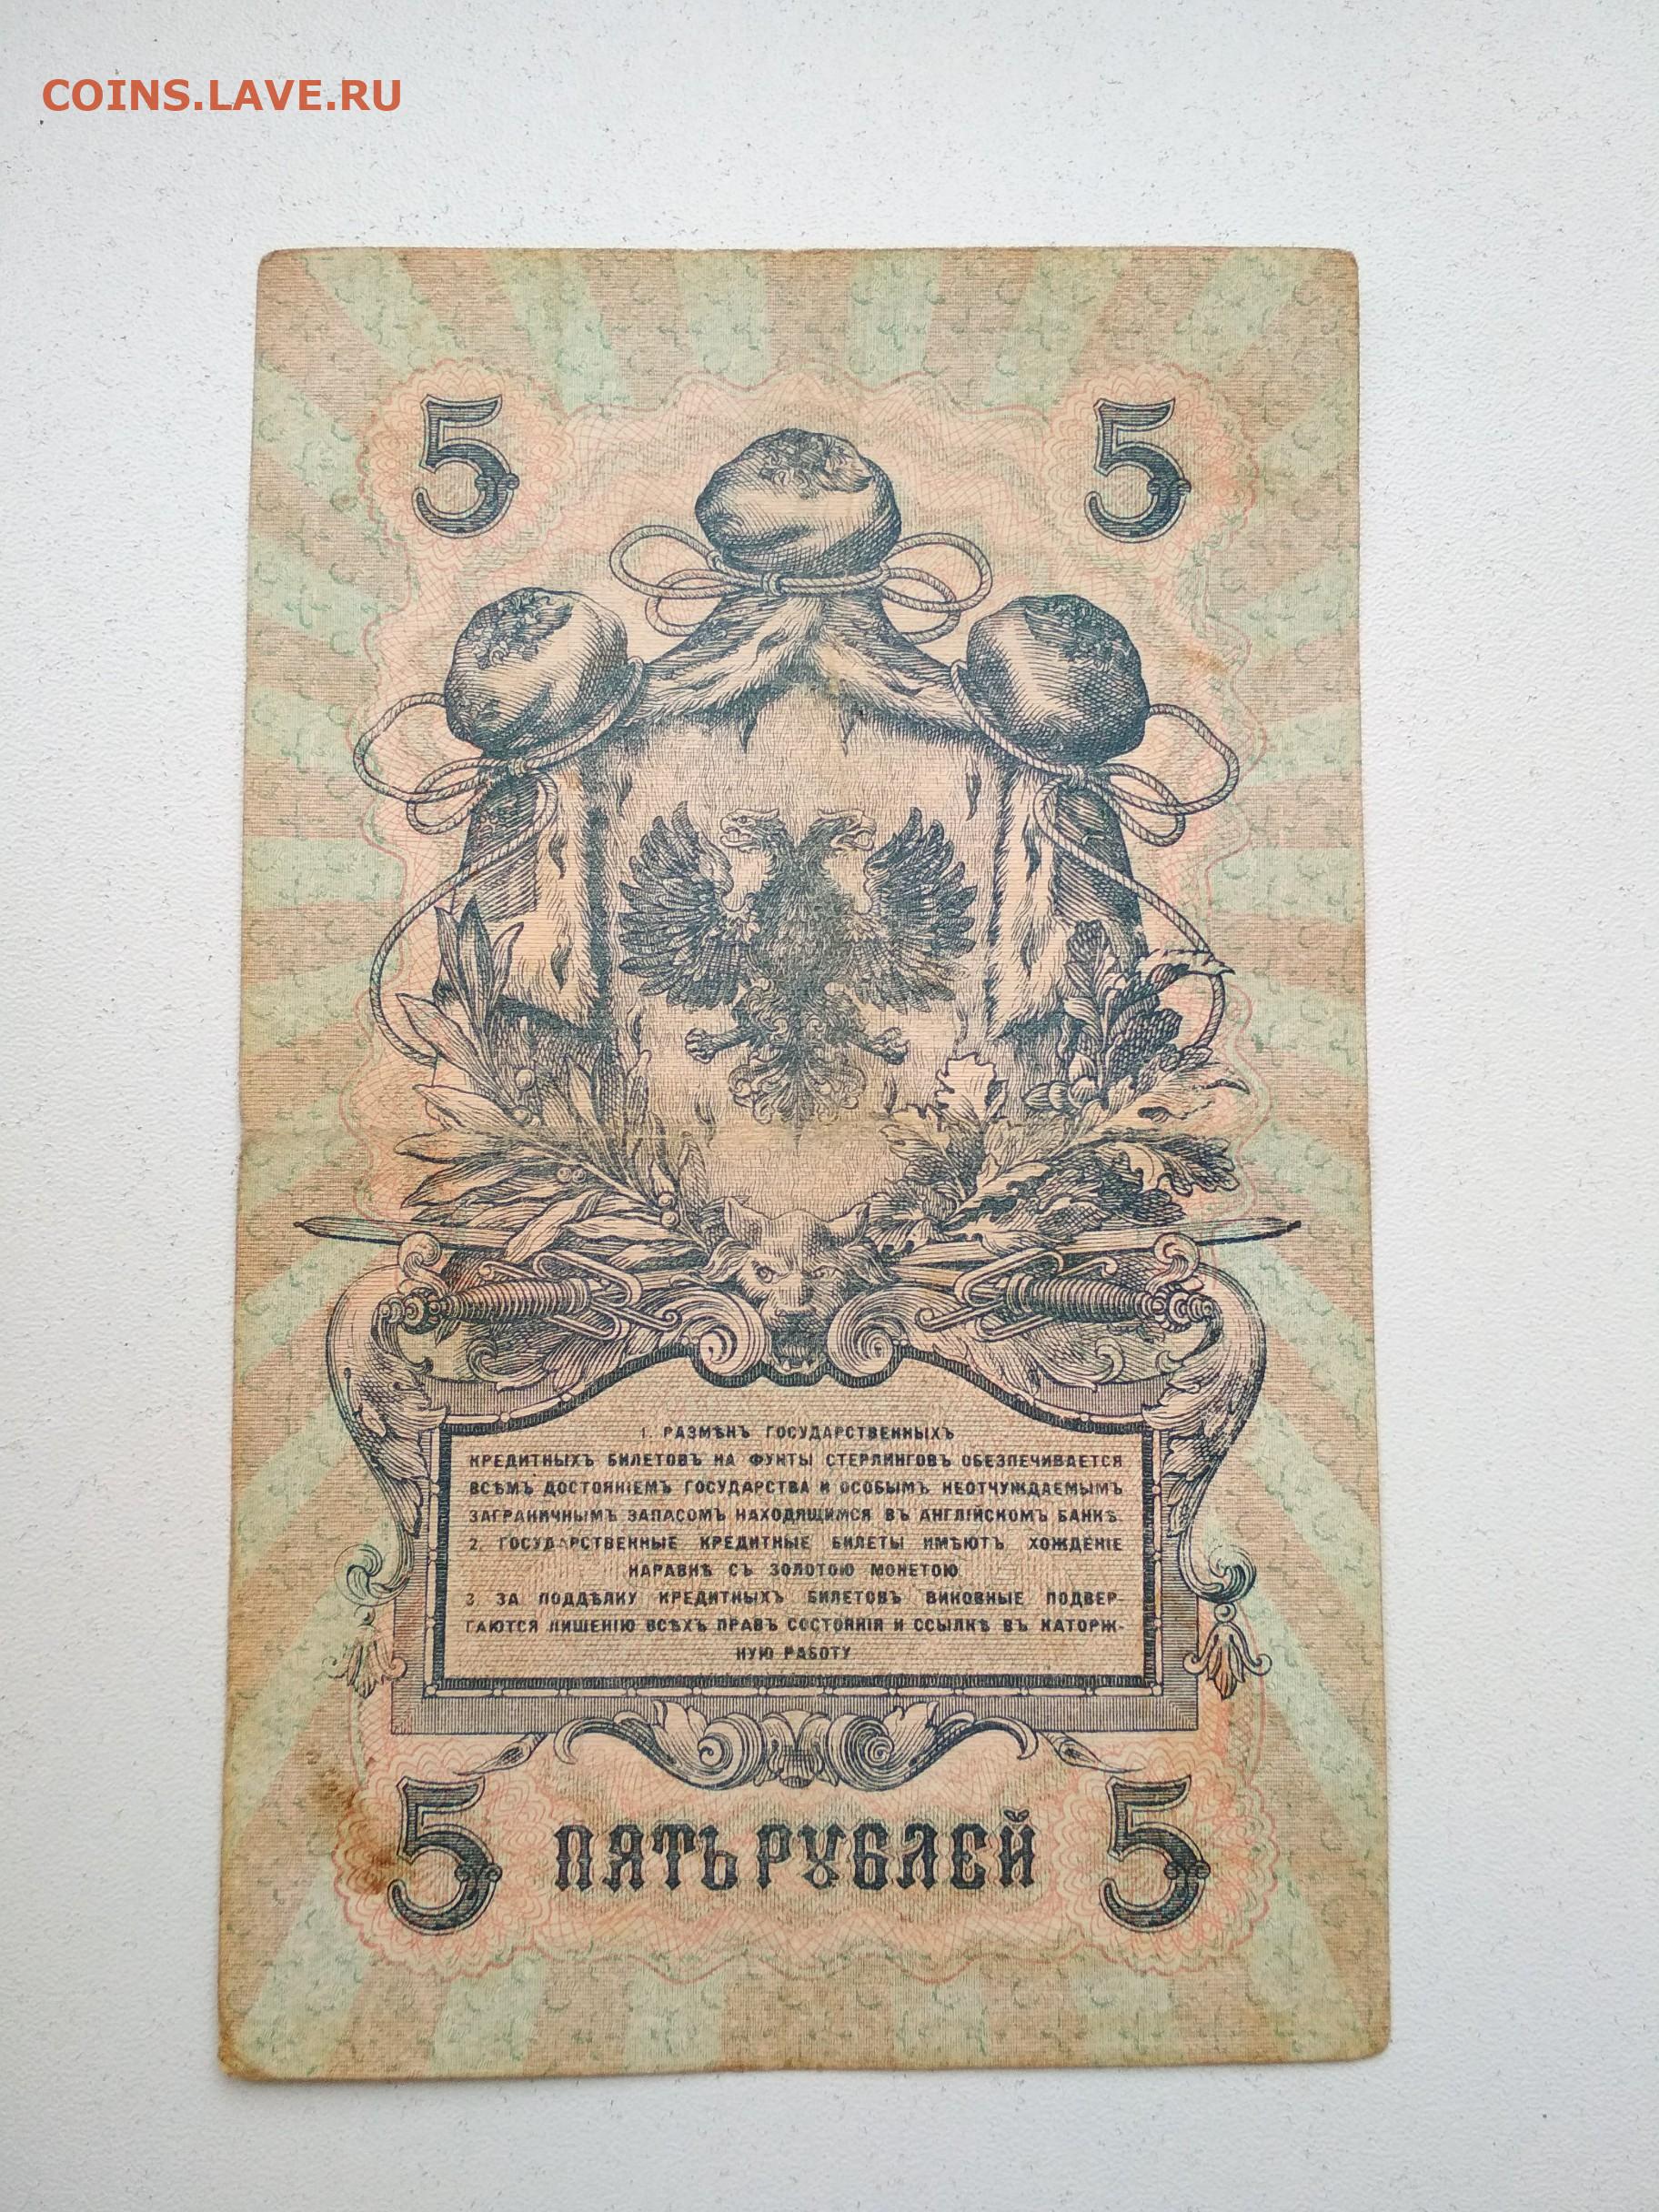 COINS.LAVE.RU
5 5
1. РАЗМѢНЪ ГОСУДАРСТВЕННЫХЪ
КРЕДИТНЫХЪ БИЛЕТОВЪ НА ФУНТЫ СТЕРЛИНГОВЪ ОБЕЗПЕЧИВАЕТСЯ
ВСѢМЪ ДОСТОЯНІЕМЪ ГОСУДАРСТВА И ОСОБЫМЪ НЕОТЧУЖДАЕМЫМЪ
ЗАГРАНИЧНЫМЪ ЗАПАСОМЪ НАХОДЯЩИМСЯ ВЪ АНГЛІЙСКОМЪ БАНКѢ.
2. ГОСУДАРСТВЕННЫЕ КРЕДИТНЫЕ БИЛЕТЫ ИМѢЮТЪ ХОЖДЕНІЕ
НАРАВНѢ СЪ ЗОЛОТОЮ МОНЕТОЮ
3. ЗА ПОДДѢЛКУ КРЕДИТНЫХЪ БИЛЕТОВЪ ВИНОВНЫЕ ПОДВЕР-
ГАЮТСЯ ЛИШЕНІЮ ВСѢХЪ ПРАВЪ СОСТОЯНІЯ И ССЫЛКѢ ВЪ КАТОРЖ-
НУЮ РАБОТУ
5 ПЯТЬ РУБЛЕЙ 5